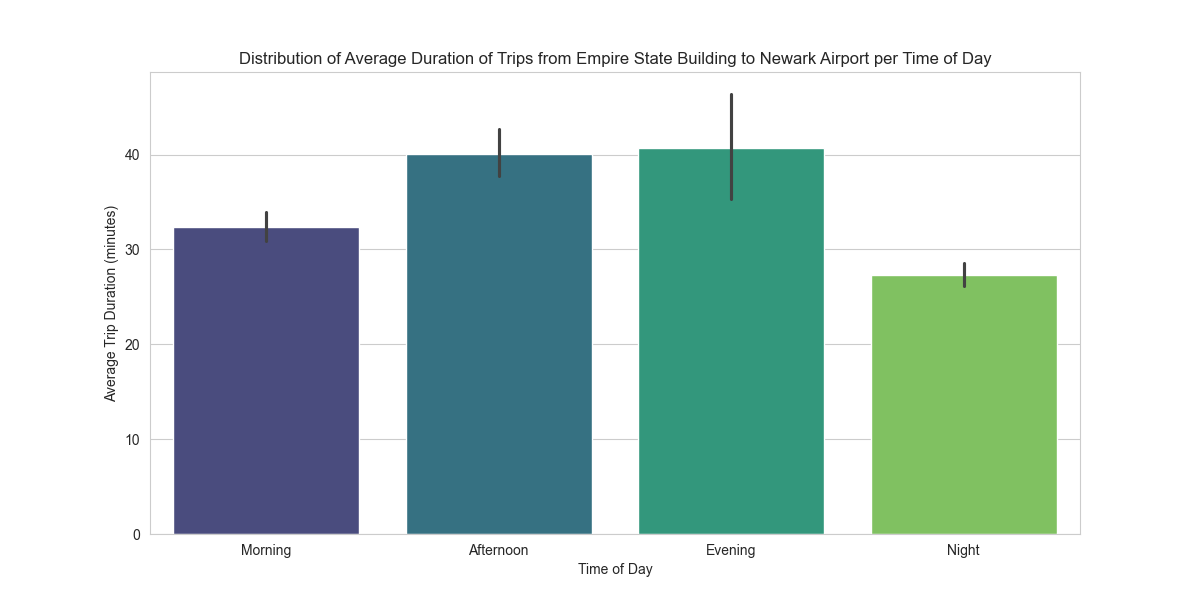 Distribution of Average Duration of Trips from Empire State Building to Newark Airport per Time of Day
Average Trip Duration (minutes)
40
30
20
10
0
Morning Afternoon Evening Night
Time of Day